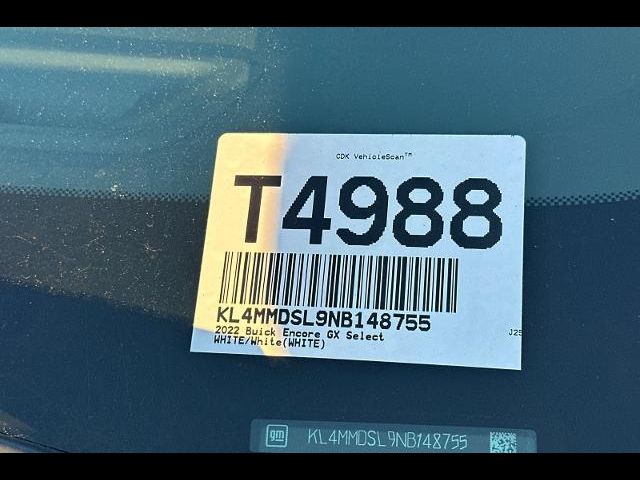 CDK VehicleScan™
T4988
KL4MMDSL9NB148755
2022 Buick Encore GX Select
WHITE/White(WHITE)
J25
gm KL4MMDSL9NB148755